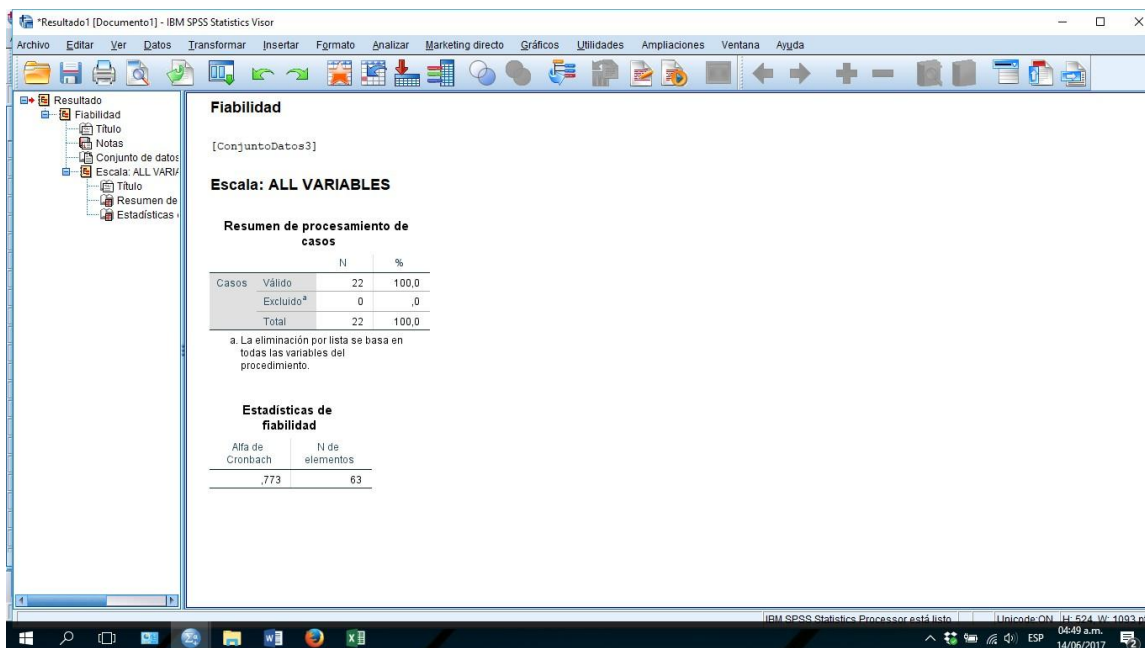 *Resultado1 [Documento1] - IBM SPSS Statistics Visor
Archivo Editar Ver Datos Transformar Insertar Formato Analizar Marketing directo Gráficos Utilidades Ampliaciones Ventana Ayuda
Resultado
Fiabilidad
Título
Notas
Conjunto de datos
Escala: ALL VARIA
Título
Resumen de
Estadísticas
Fiabilidad
[ConjuntoDatos3]
Escala: ALL VARIABLES
Resumen de procesamiento de
casos
N %
Casos Válido 22 100,0
Excluido a 0 ,0
Total 22 100,0
a. La eliminación por lista se basa en
todas las variables del
procedimiento.
Estadísticas de
fiabilidad
Alfa de
Cronbach
N de
elementos
,773 63
IBM SPSS Statistics Processor está listo Unicode:ON H: 524, W: 1093
ESP
04:49 a.m.
14/06/2017